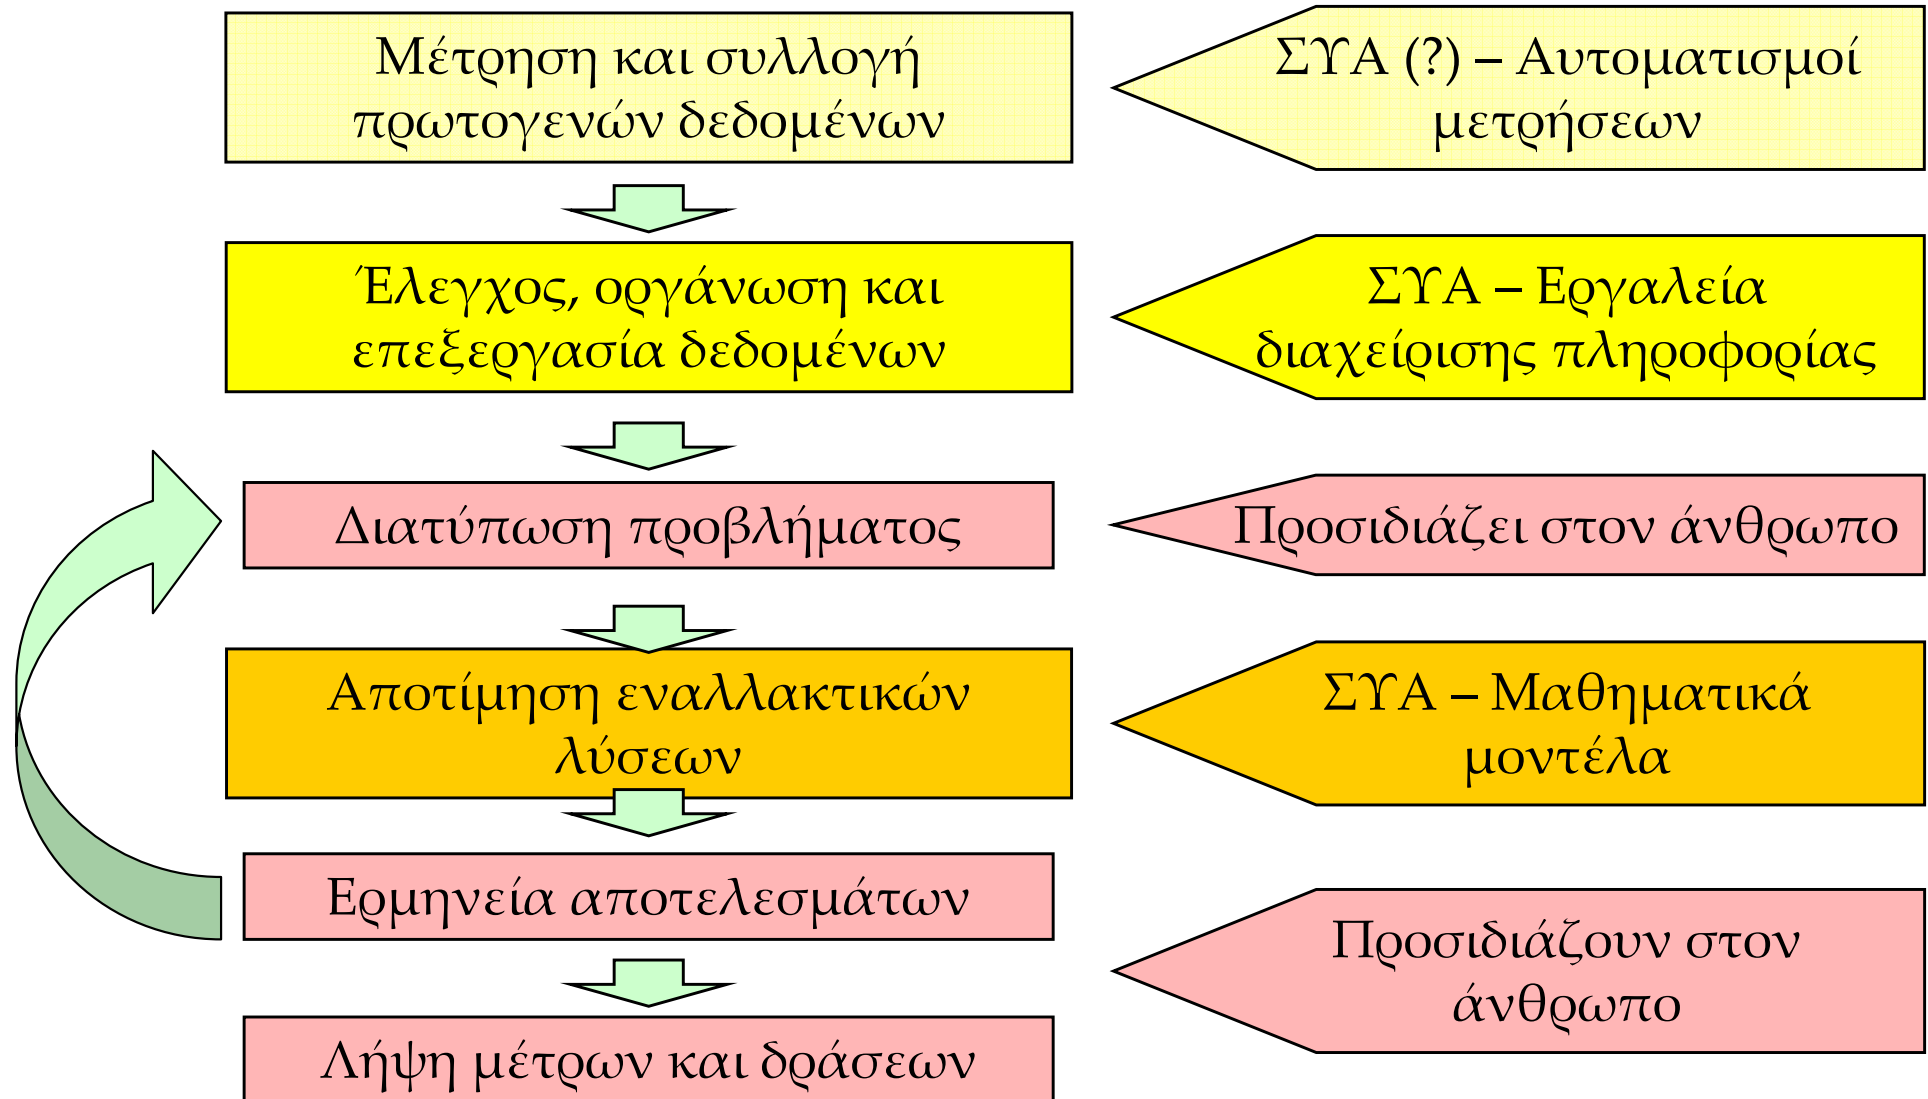 Μέτρηση και συλλογή
πρωτογενών δεδομένων
ΣΥΑ (?) – Αυτοματισμοί
μετρήσεων
Έλεγχος, οργάνωση και
επεξεργασία δεδομένων
ΣΥΑ – Εργαλεία
διαχείρισης πληροφορίας
Διατύπωση προβλήματος
Προσιδιάζει στον άνθρωπο
Αποτίμηση εναλλακτικών
λύσεων
ΣΥΑ – Μαθηματικά
μοντέλα
Ερμηνεία αποτελεσμάτων
Προσιδιάζουν στον
άνθρωπο
Λήψη μέτρων και δράσεων